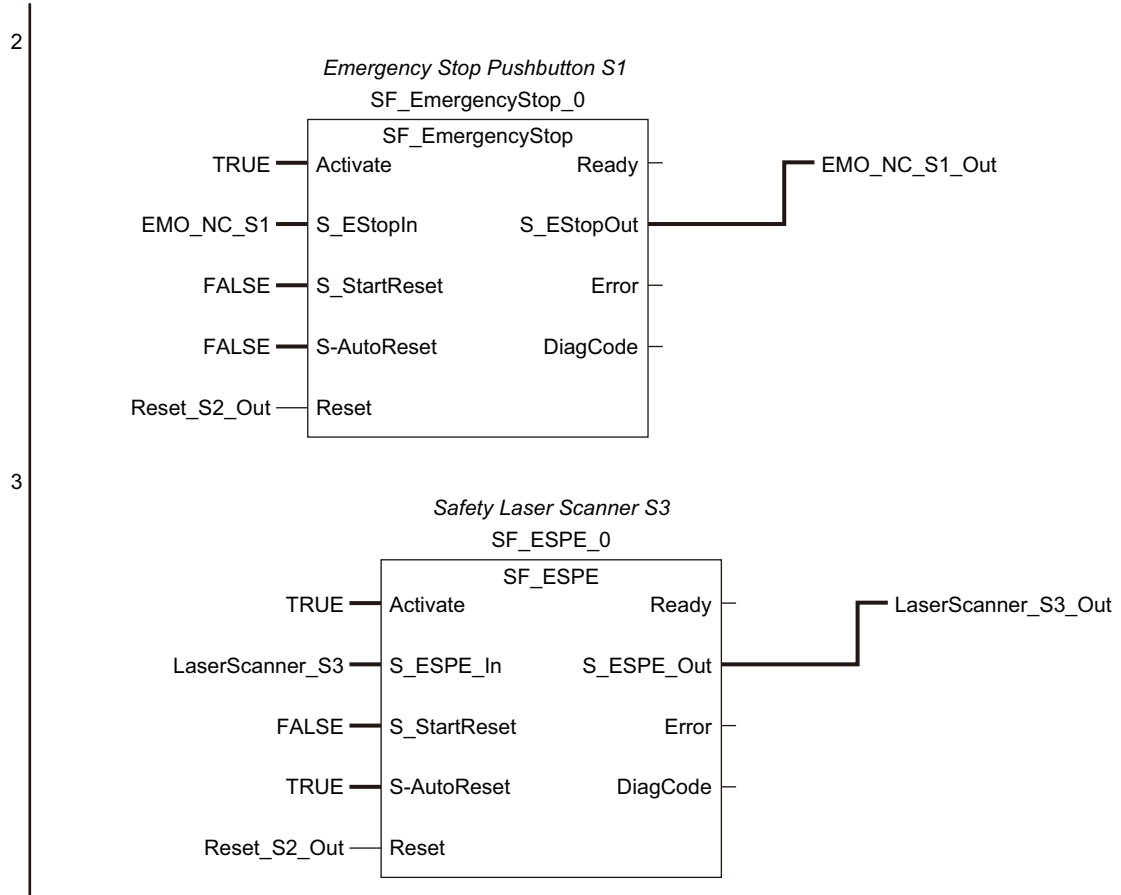 2
Emergency Stop Pushbutton S1
SF_EmergencyStop_0
SF_EmergencyStop
TRUE Activate Ready EMO_NC_S1_Out
EMO_NC_S1 S_EStopIn S_EStopOut
FALSE S_StartReset Error
FALSE S-AutoReset DiagCode
Reset_S2_Out Reset
3
Safety Laser Scanner S3
SF_ESPE_0
SF_ESPE
TRUE Activate Ready LaserScanner_S3_Out
LaserScanner_S3 S_ESPE_In S_ESPE_Out
FALSE S_StartReset Error
TRUE S-AutoReset DiagCode
Reset_S2_Out Reset